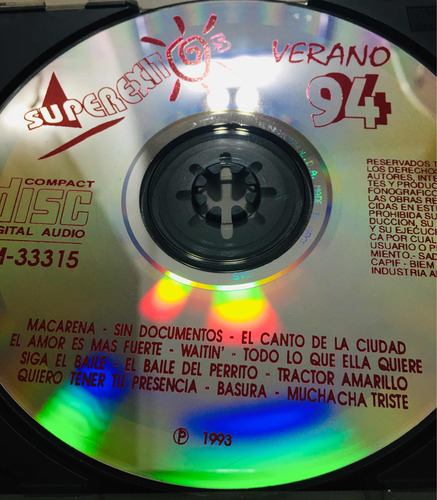 SUPEREXITOS
VERANO
94
COMPACT
disc
DIGITAL AUDIO
-33315
RESERVADOS
LOS DERECHOS
AUTORES, INTE
TES Y PRODUC
FONOGRAFICO
LAS OBRAS RE
CIDAS EN EST
PROHIBIDA SU
DUCCION, SU
Y SU EJECUC
CA POR CUAL
USUARIO O P
MIENTO.- SAD
CAPIF - BIEM
INDUSTRIA A
MACARENA - SIN DOCUMENTOS - EL CANTO DE LA CIUDAD
EL AMOR ES MAS FUERTE - WAITIN' - TODO LO QUE ELLA QUIERE
SIGA EL BAILE - EL BAILE DEL PERRITO - TRACTOR AMARILLO
QUIERO TENER TU PRESENCIA - BASURA - MUCHACHA TRISTE
℗ 1993